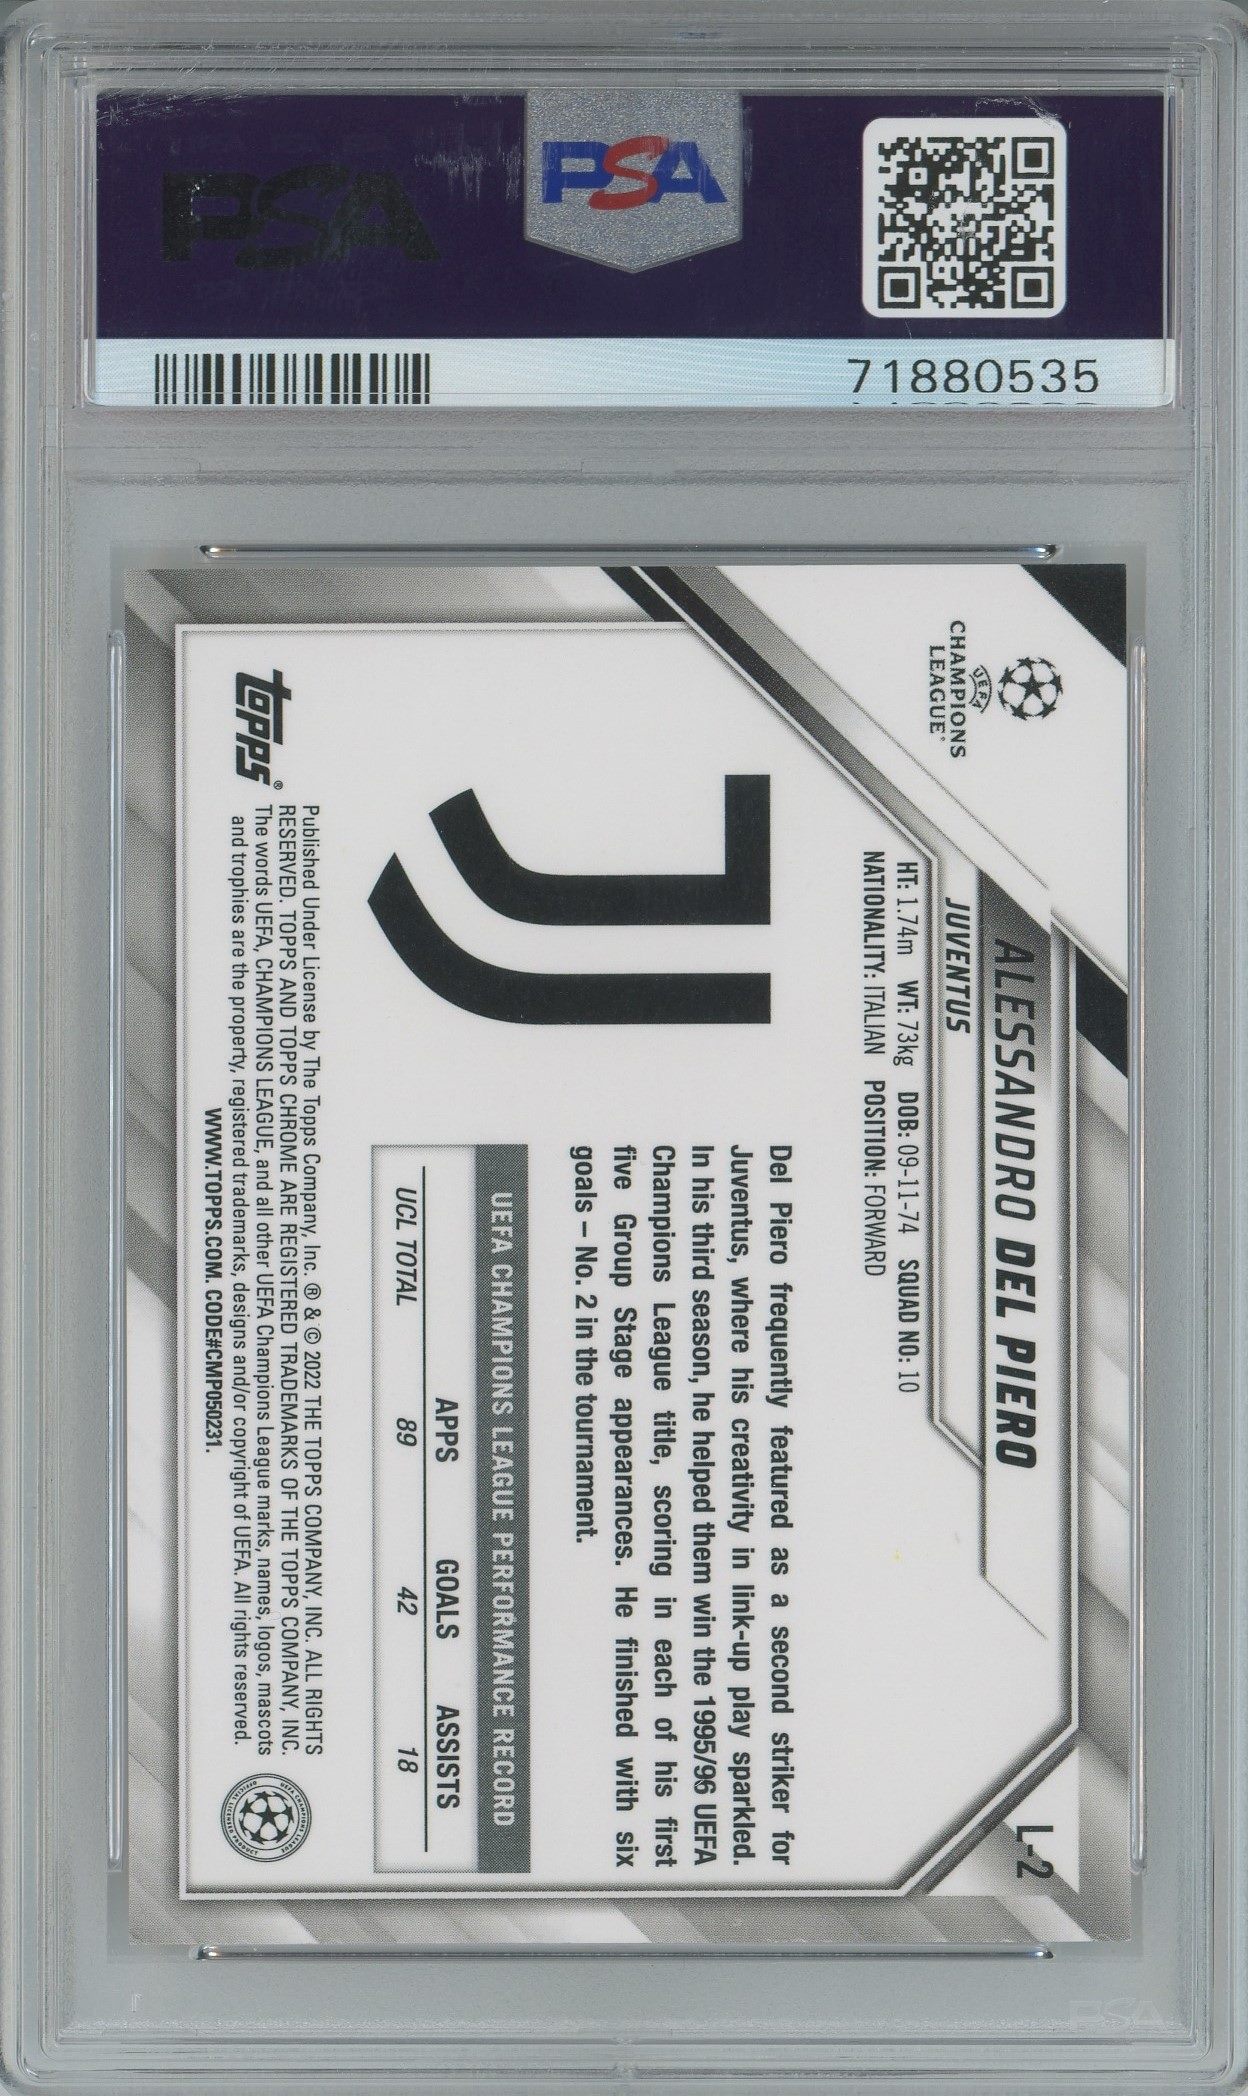 PSA
PSA
71880535
UEFA
CHAMPIONS
LEAGUE®
L-2
ALESSANDRO DEL PIERO
JUVENTUS
HT: 1.74m WT: 73kg DOB: 09-11-74 SQUAD NO: 10
NATIONALITY: ITALIAN POSITION: FORWARD
Del Piero frequently featured as a second striker for
Juventus, where his creativity in link-up play sparkled.
In his third season, he helped them win the 1995/96 UEFA
Champions League title, scoring in each of his first
five Group Stage appearances. He finished with six
goals – No. 2 in the tournament.
UEFA CHAMPIONS LEAGUE PERFORMANCE RECORD
APPS GOALS ASSISTS
UCL TOTAL 89 42 18
topps®
Published Under License by The Topps Company, Inc. ® & © 2022 THE TOPPS COMPANY, INC. ALL RIGHTS
RESERVED. TOPPS AND TOPPS CHROME ARE REGISTERED TRADEMARKS OF THE TOPPS COMPANY, INC.
The words UEFA, CHAMPIONS LEAGUE, and all other UEFA Champions League marks, names, logos, mascots
and trophies are the property, registered trademarks, designs and/or copyright of UEFA. All rights reserved.
WWW.TOPPS.COM. CODE#CMP050231.
UEFA CHAMPIONS LEAGUE
OFFICIAL LICENSED PRODUCT
PSA